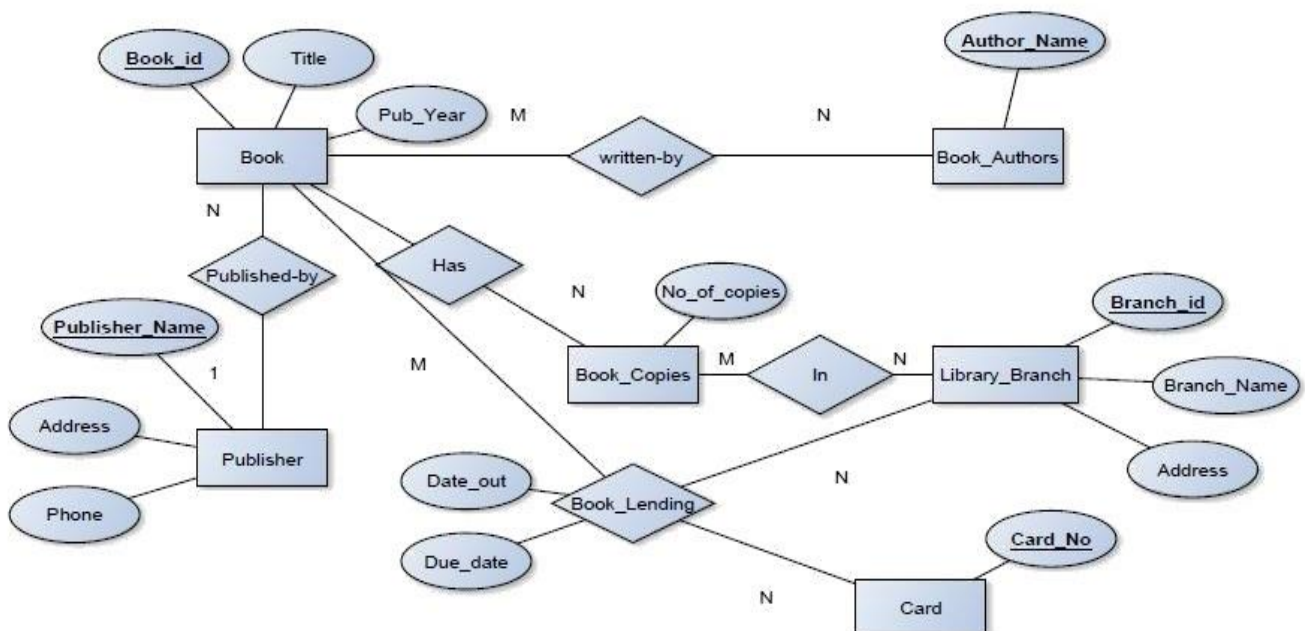 Author_Name
Book_id
Title
Pub_Year
M
N
Book
written-by
Book_Authors
N
Published-by
Has
N
No_of_copies
Branch_id
Publisher_Name
1
M
Book_Copies
M
In
N
Library_Branch
Branch_Name
Address
Publisher
Address
Phone
Date_out
Book_Lending
N
Due_date
Card_No
N
Card